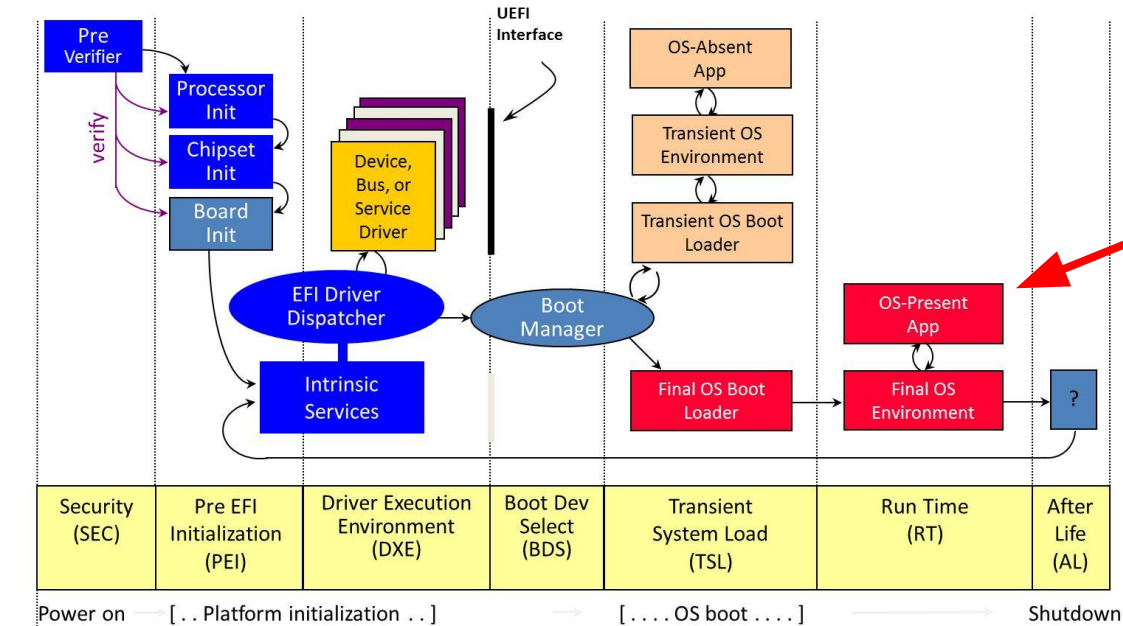 UEFI
Interface
Pre
Verifier
verify
Processor
Init
Chipset
Init
Board
Init
Device,
Bus, or
Service
Driver
EFI Driver
Dispatcher
Intrinsic
Services
Boot
Manager
OS-Absent
App
Transient OS
Environment
Transient OS Boot
Loader
Final OS Boot
Loader
OS-Present
App
Final OS
Environment
?
Security
(SEC)
Pre EFI
Initialization
(PEI)
Driver Execution
Environment
(DXE)
Boot Dev
Select
(BDS)
Transient
System Load
(TSL)
Run Time
(RT)
After
Life
(AL)
Power on
[ . . Platform initialization . . ]
[ . . . . OS boot . . . . ]
Shutdown